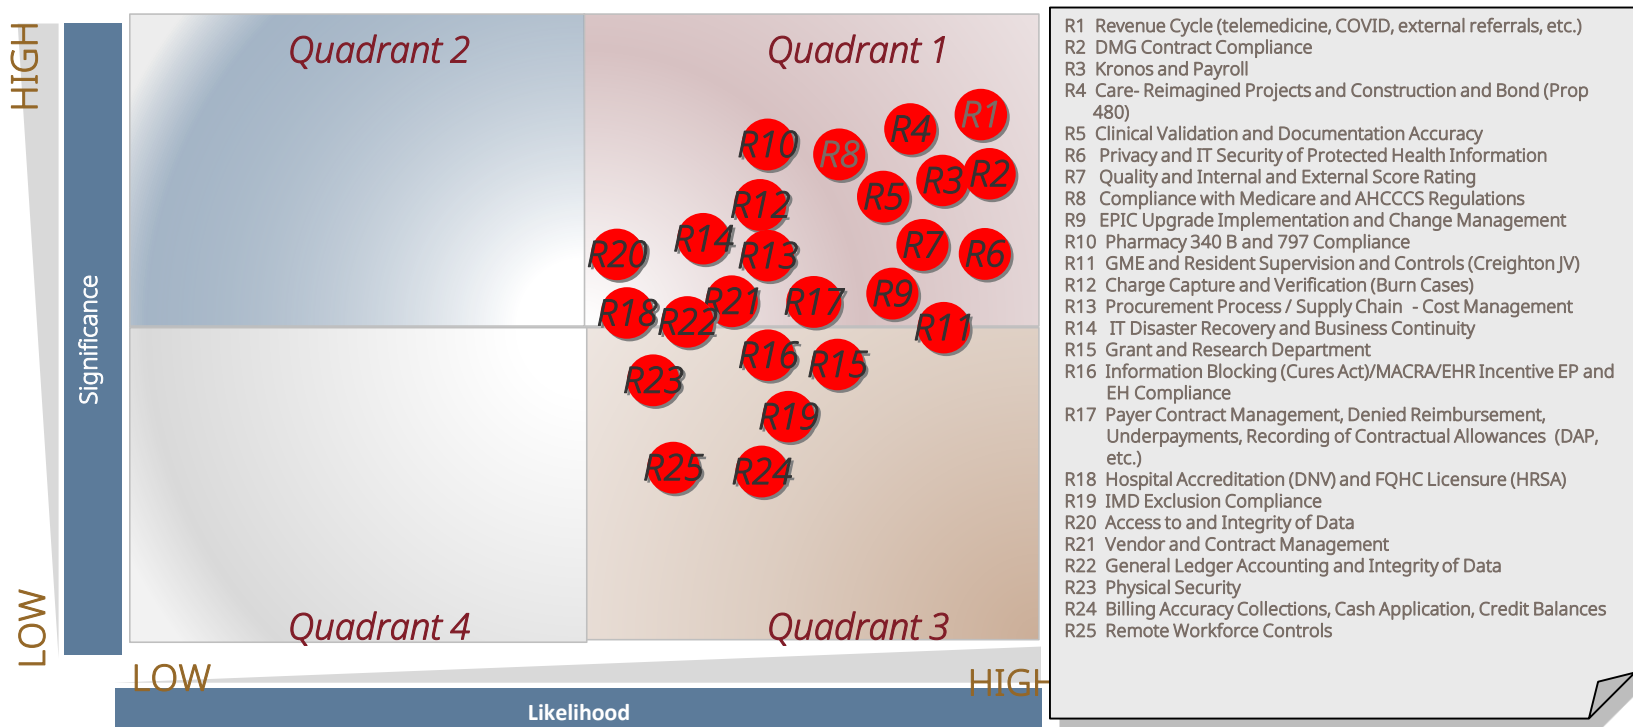 HIGH
Significance
LOW
Quadrant 2
Quadrant 1
R1
R4
R10
R8
R2
R3
R5
R12
R14
R7
R20
R13
R6
R9
R21
R17
R18
R22
R11
R16
R15
R23
R19
R25
R24
Quadrant 4
Quadrant 3
LOW
HIGH
Likelihood
R1 Revenue Cycle (telemedicine, COVID, external referrals, etc.)
R2 DMG Contract Compliance
R3 Kronos and Payroll
R4 Care- Reimagined Projects and Construction and Bond (Prop
480)
R5 Clinical Validation and Documentation Accuracy
R6 Privacy and IT Security of Protected Health Information
R7 Quality and Internal and External Score Rating
R8 Compliance with Medicare and AHCCCS Regulations
R9 EPIC Upgrade Implementation and Change Management
R10 Pharmacy 340 B and 797 Compliance
R11 GME and Resident Supervision and Controls (Creighton JV)
R12 Charge Capture and Verification (Burn Cases)
R13 Procurement Process / Supply Chain - Cost Management
R14 IT Disaster Recovery and Business Continuity
R15 Grant and Research Department
R16 Information Blocking (Cures Act)/MACRA/EHR Incentive EP and
EH Compliance
R17 Payer Contract Management, Denied Reimbursement,
Underpayments, Recording of Contractual Allowances (DAP,
etc.)
R18 Hospital Accreditation (DNV) and FQHC Licensure (HRSA)
R19 IMD Exclusion Compliance
R20 Access to and Integrity of Data
R21 Vendor and Contract Management
R22 General Ledger Accounting and Integrity of Data
R23 Physical Security
R24 Billing Accuracy Collections, Cash Application, Credit Balances
R25 Remote Workforce Controls